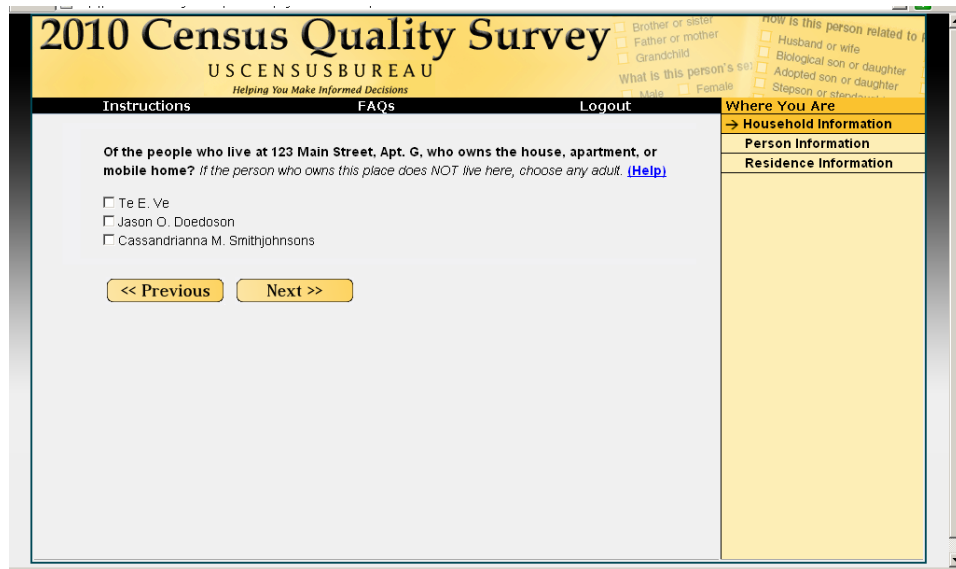 2010 Census Quality Survey
USCENSUSBUREAU
Helping You Make Informed Decisions
Brother or sister
Father or mother
Grandchild
What is this person's sex
Male Female
How is this person related to
Husband or wife
Biological son or daughter
Adopted son or daughter
Stepson or stepdaughter
Instructions FAQs Logout
Where You Are
→ Household Information
Person Information
Residence Information
Of the people who live at 123 Main Street, Apt. G, who owns the house, apartment, or
mobile home? If the person who owns this place does NOT live here, choose any adult. (Help)
Te E. Ve
Jason O. Doedoson
Cassandrianna M. Smithjohnsons
<< Previous Next >>